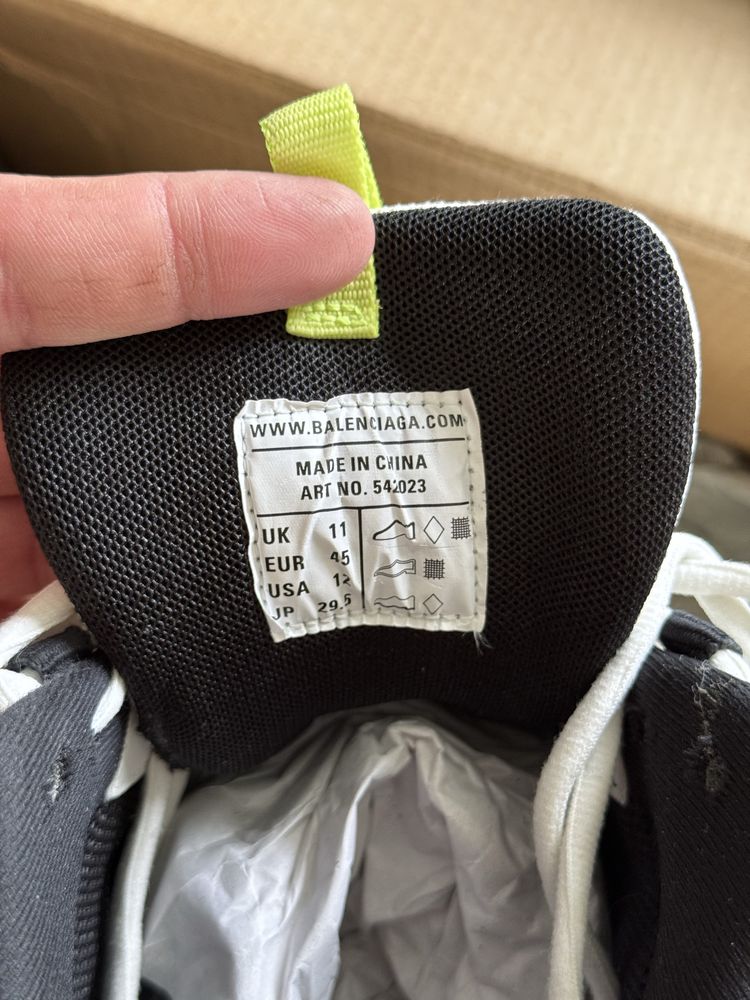 WWW.BALENCIAGA.COM
MADE IN CHINA
ART NO. 542023
UK 11
EUR 45
USA 12
JP 29.5